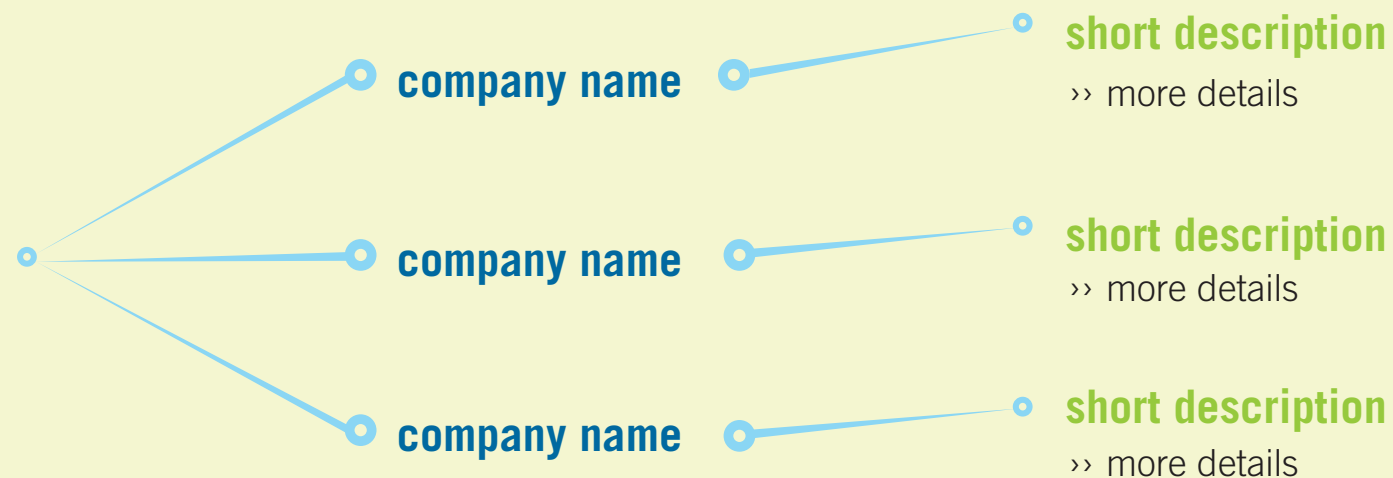 short description
company name
›› more details
short description
company name
›› more details
short description
company name
›› more details